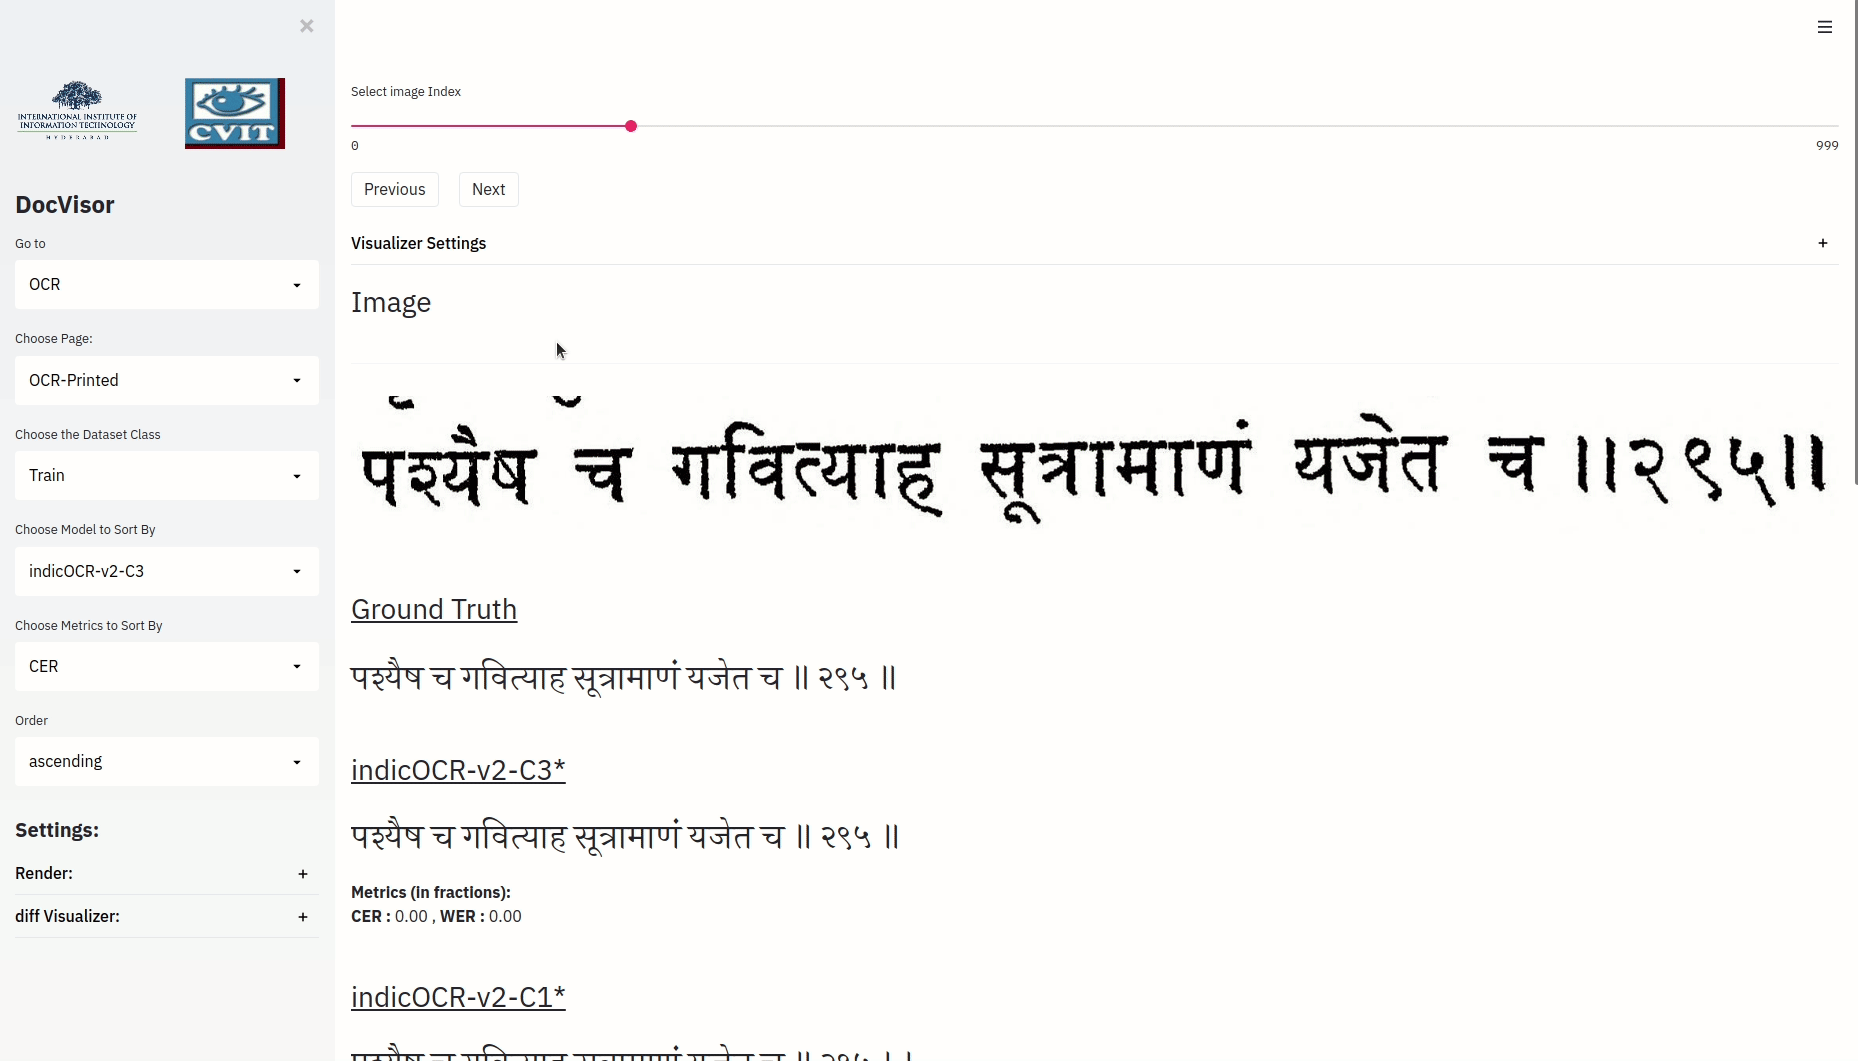 ×
☰
INTERNATIONAL INSTITUTE OF
INFORMATION TECHNOLOGY
HYDERABAD
CVIT
DocVisor
Go to
OCR
Choose Page:
OCR-Printed
Choose the Dataset Class
Train
Choose Model to Sort By
indicOCR-v2-C3
Choose Metrics to Sort By
CER
Order
ascending
Settings:
Render: +
diff Visualizer: +
Select image Index
0 999
Previous Next
Visualizer Settings +
Image
पश्यैष च गवित्याह सूत्रामाणं यजेत च ।।२९५।।
Ground Truth
पश्यैष च गवित्याह सूत्रामाणं यजेत च ॥ २९५ ॥
indicOCR-v2-C3*
पश्यैष च गवित्याह सूत्रामाणं यजेत च ॥ २९५ ॥
Metrics (in fractions):
CER : 0.00 , WER : 0.00
indicOCR-v2-C1*